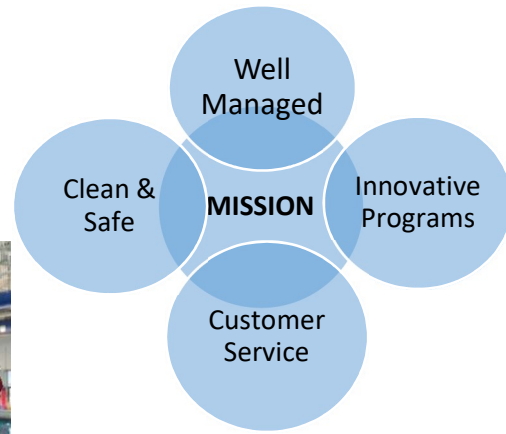 Well
Managed
Clean &
Safe
MISSION
Innovative
Programs
Customer
Service